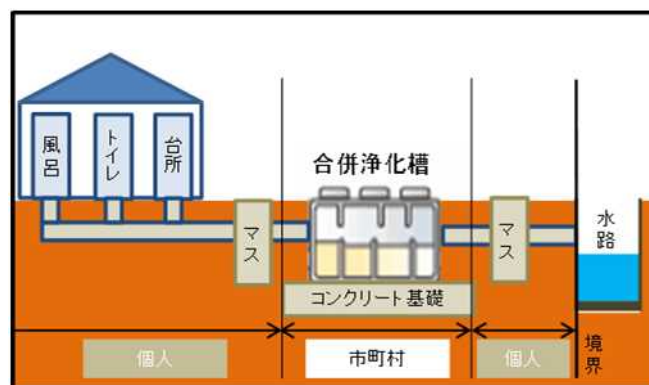 風呂
トイレ
台所
合併浄化槽
マス
マス
水路
コンクリート基礎
個人
市町村
個人
境界